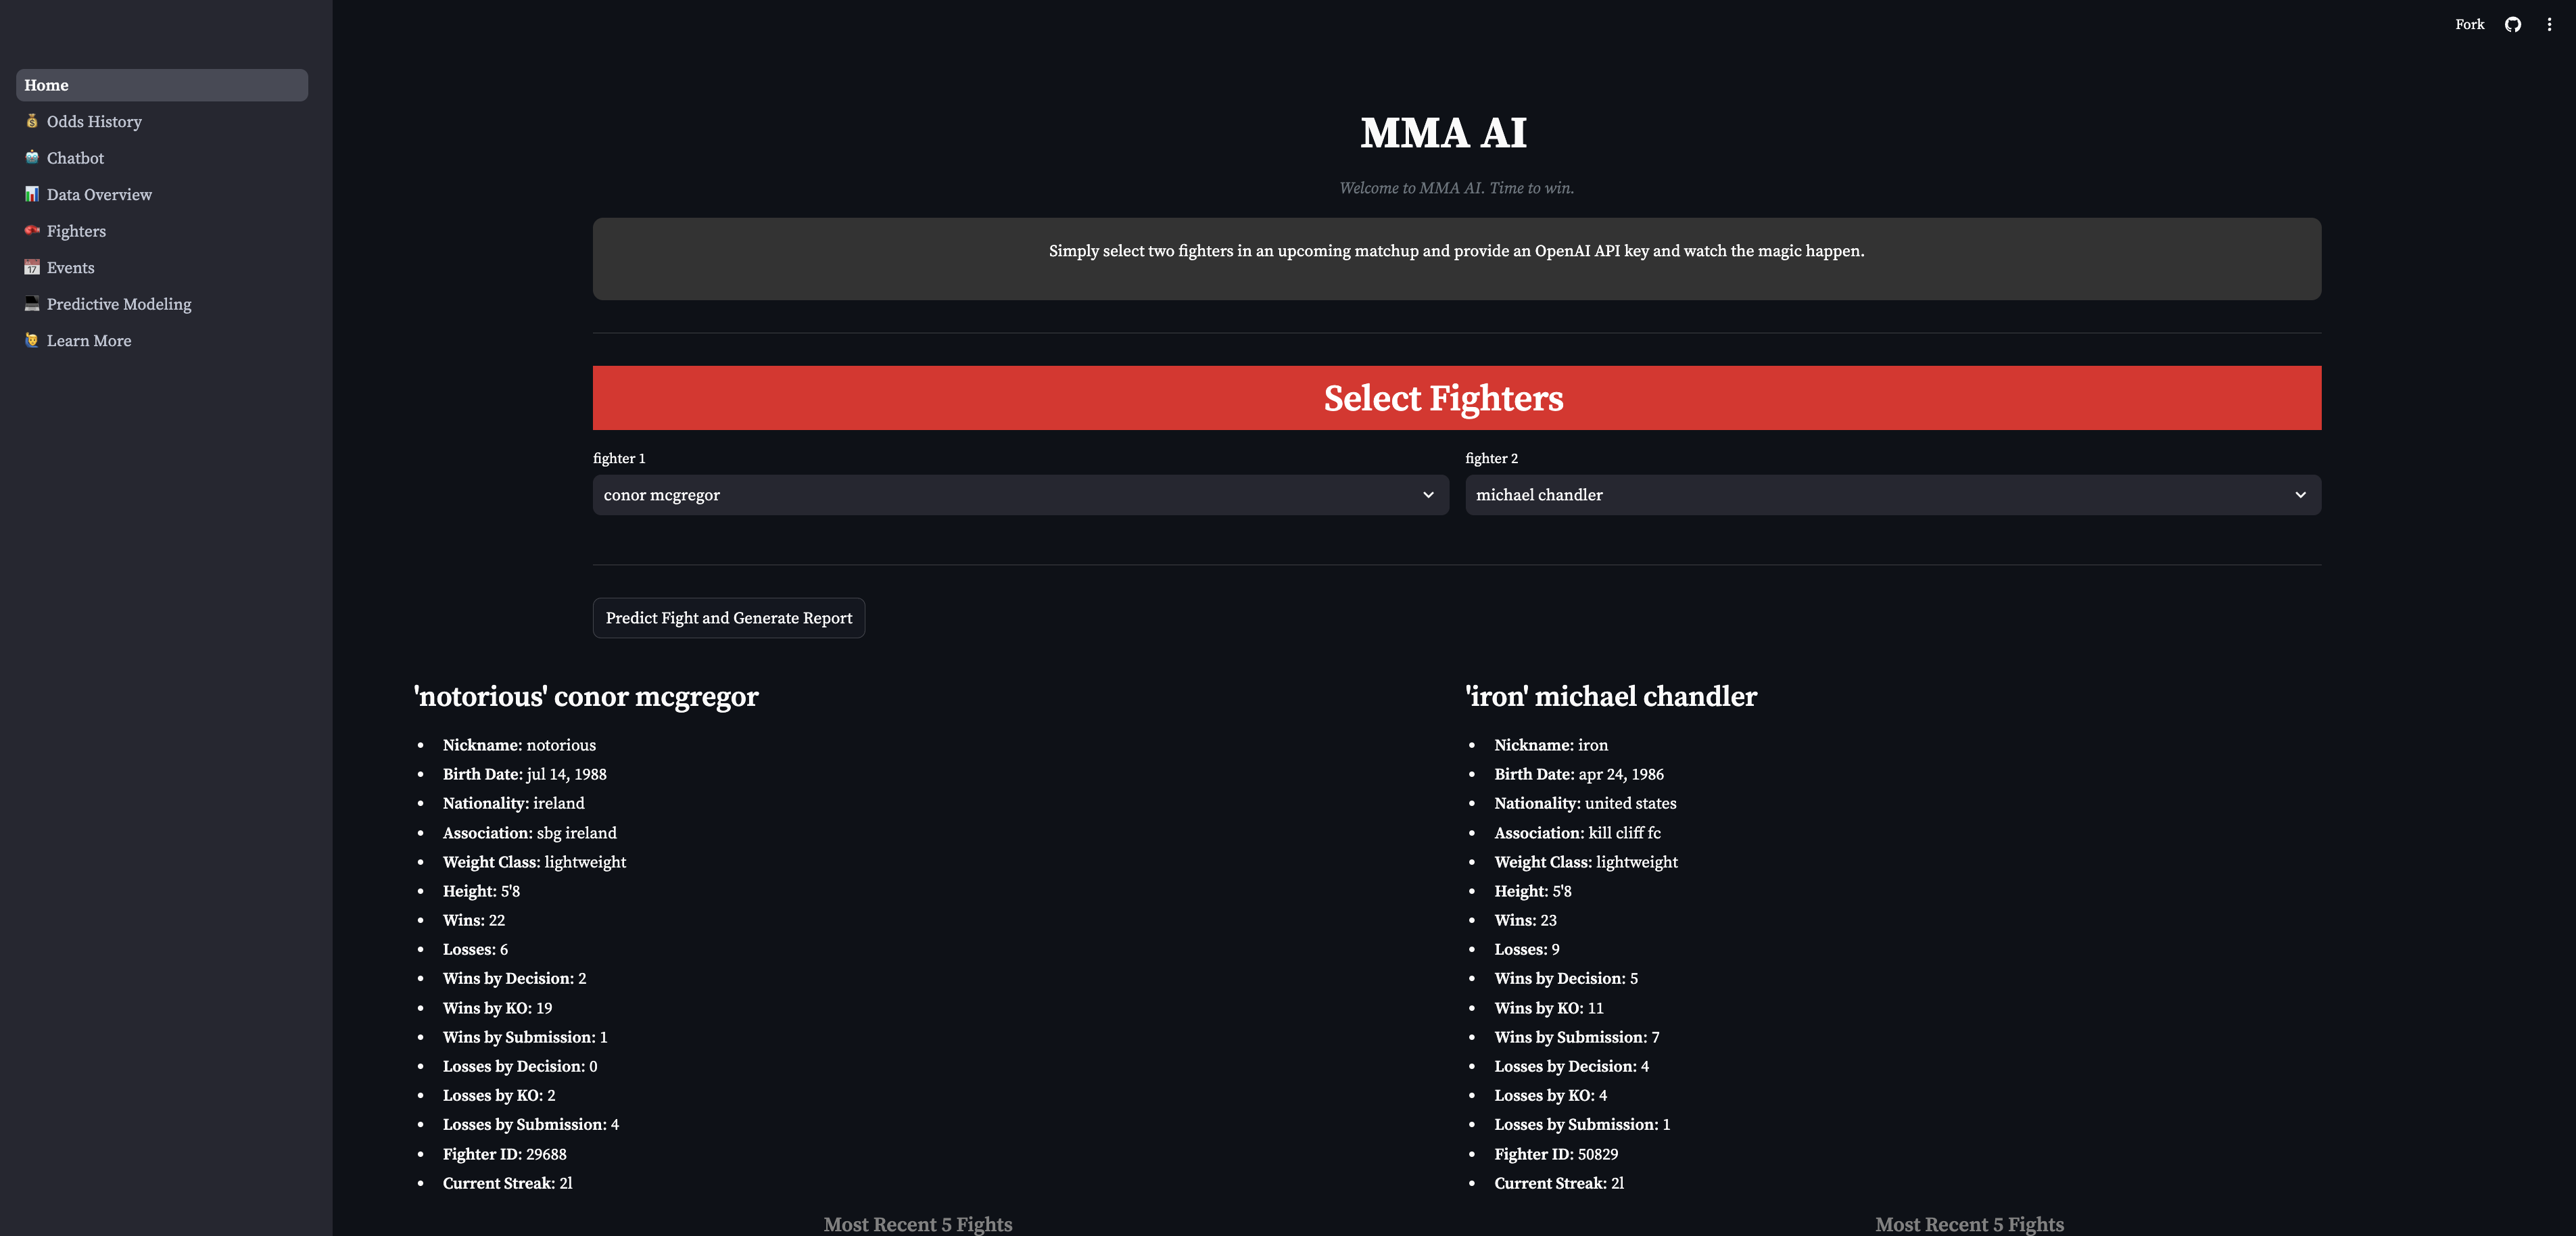 Fork
Home
Odds History
Chatbot
Data Overview
Fighters
Events
Predictive Modeling
Learn More
MMA AI
Welcome to MMA AI. Time to win.
Simply select two fighters in an upcoming matchup and provide an OpenAI API key and watch the magic happen.
Select Fighters
fighter 1
conor mcgregor
fighter 2
michael chandler
Predict Fight and Generate Report
'notorious' conor mcgregor
Nickname: notorious
Birth Date: jul 14, 1988
Nationality: ireland
Association: sbg ireland
Weight Class: lightweight
Height: 5'8
Wins: 22
Losses: 6
Wins by Decision: 2
Wins by KO: 19
Wins by Submission: 1
Losses by Decision: 0
Losses by KO: 2
Losses by Submission: 4
Fighter ID: 29688
Current Streak: 2l
Most Recent 5 Fights
'iron' michael chandler
Nickname: iron
Birth Date: apr 24, 1986
Nationality: united states
Association: kill cliff fc
Weight Class: lightweight
Height: 5'8
Wins: 23
Losses: 9
Wins by Decision: 5
Wins by KO: 11
Wins by Submission: 7
Losses by Decision: 4
Losses by KO: 4
Losses by Submission: 1
Fighter ID: 50829
Current Streak: 2l
Most Recent 5 Fights